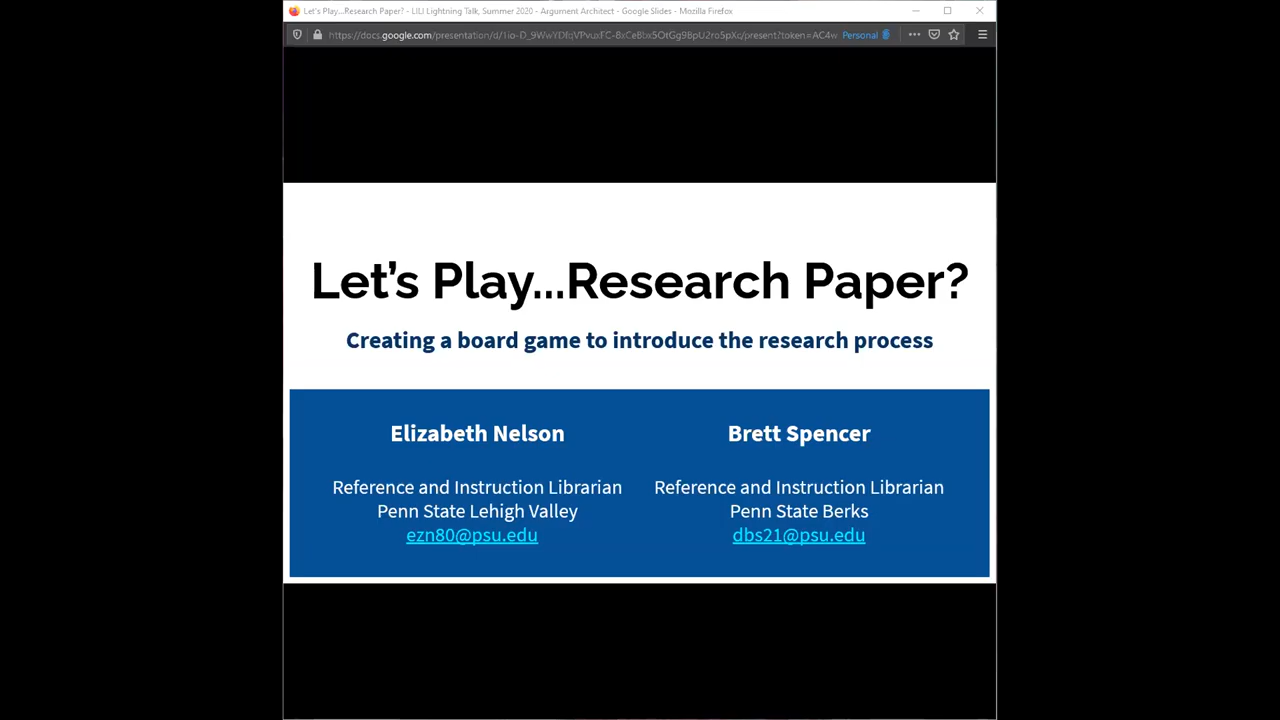 Let's Play...Research Paper? - LILI Lightning Talk, Summer 2020 - Argument Architect - Google Slides - Mozilla Firefox
Personal
Let's Play...Research Paper?
Creating a board game to introduce the research process
Elizabeth Nelson
Reference and Instruction Librarian
Penn State Lehigh Valley
ezn80@psu.edu
Brett Spencer
Reference and Instruction Librarian
Penn State Berks
dbs21@psu.edu